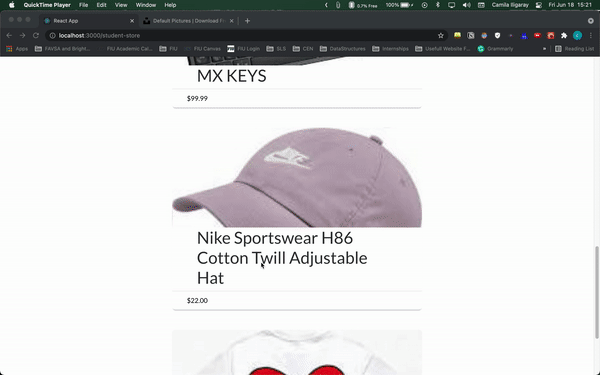 QuickTime Player File Edit View Window Help 0.7% Free 100% Camila Iligaray Fri Jun 18 15:21
React App Default Pictures | Download F
localhost:3000/student-store
Apps FAVSA and Bright... FIU Academic Cal... FIU FIU Canvas FIU Login SLS CEN DataStructures Internships Usefull Website F... Grammarly Reading List
MX KEYS
$99.99
Nike Sportswear H86
Cotton Twill Adjustable
Hat
$22.00